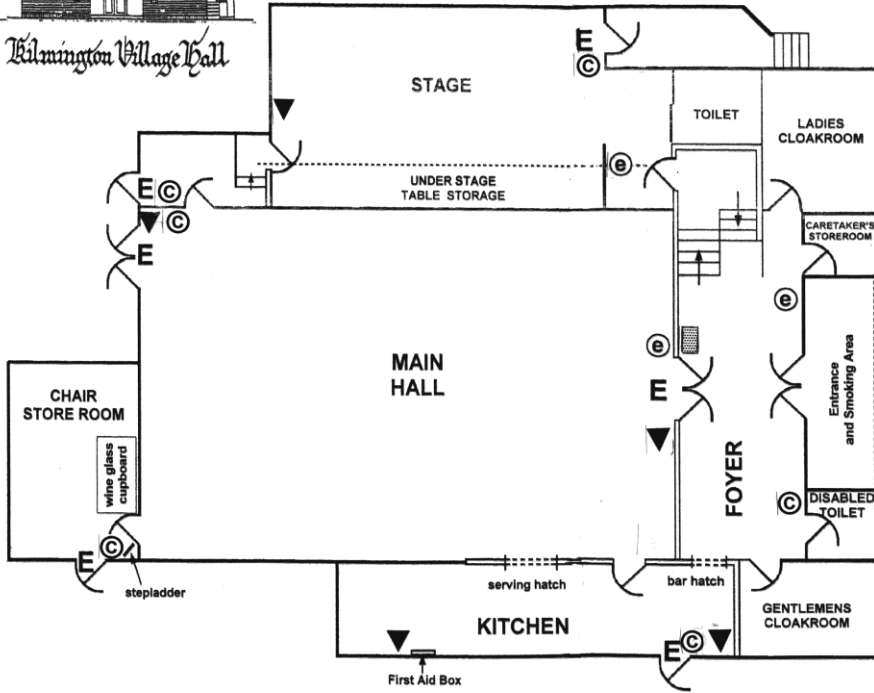 Kilmington Village Hall
E
©
STAGE
TOILET
LADIES
CLOAKROOM
ⓔ
UNDER STAGE
TABLE STORAGE
E ©
©
E
CARETAKER'S
STOREROOM
ⓔ
ⓔ
MAIN
HALL
E
Entrance
and Smoking Area
CHAIR
STORE ROOM
wine glass
cupboard
FOYER
©
DISABLED
TOILET
E ©
stepladder
serving hatch
bar hatch
KITCHEN
E ©
GENTLEMENS
CLOAKROOM
First Aid Box